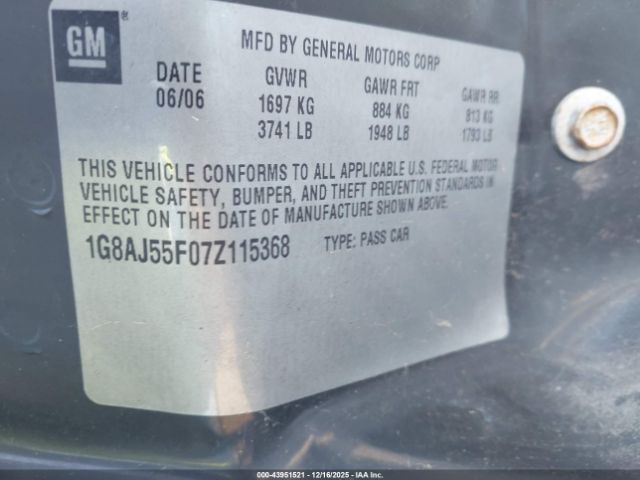 GM ®
MFD BY GENERAL MOTORS CORP
DATE GVWR GAWR FRT GAWR RR
06/06 1697 KG 884 KG 813 KG
3741 LB 1948 LB 1793 LB
THIS VEHICLE CONFORMS TO ALL APPLICABLE U.S. FEDERAL MOTOR
VEHICLE SAFETY, BUMPER, AND THEFT PREVENTION STANDARDS IN
EFFECT ON THE DATE OF MANUFACTURE SHOWN ABOVE.
1G8AJ55F07Z115368 TYPE: PASS CAR
000-43951521 - 12/16/2025 - IAA Inc.